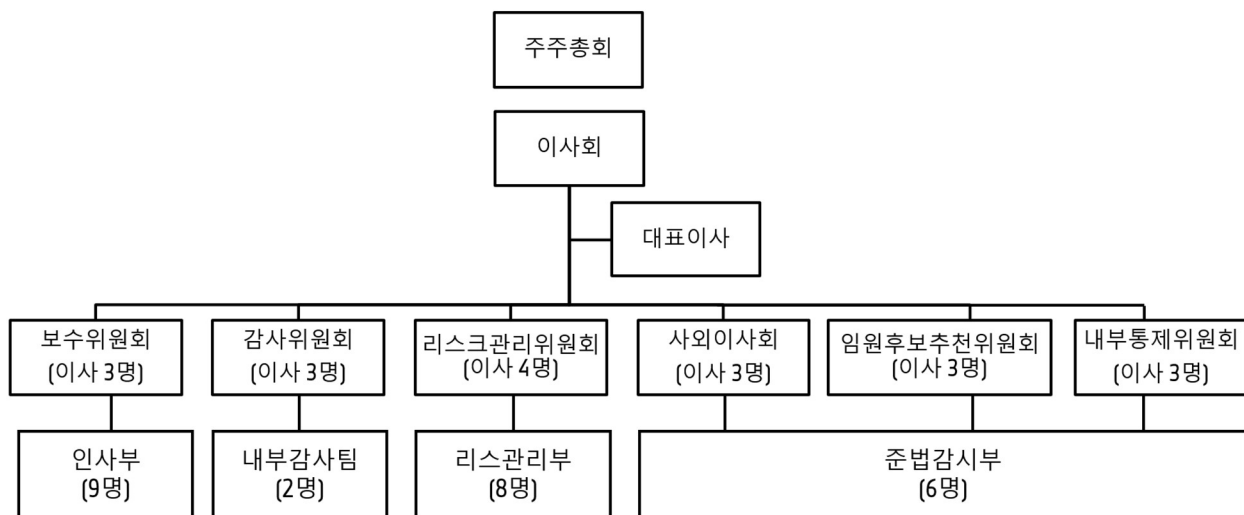 주주총회
이사회
대표이사
보수위원회
(이사 3명)
감사위원회
(이사 3명)
리스크관리위원회
(이사 4명)
사외이사회
(이사 3명)
임원후보추천위원회
(이사 3명)
내부통제위원회
(이사 3명)
인사부
(9명)
내부감사팀
(2명)
리스관리부
(8명)
준법감시부
(6명)